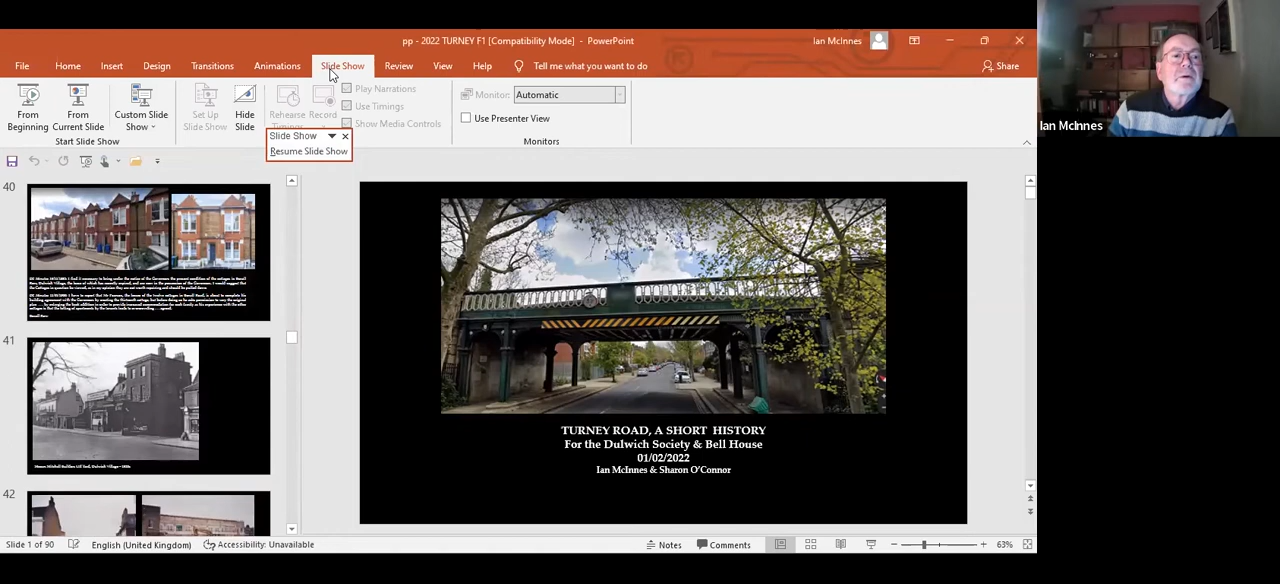 pp - 2022 TURNEY F1 [Compatibility Mode] - PowerPoint
Ian McInnes
File Home Insert Design Transitions Animations Slide Show Review View Help Tell me what you want to do Share
Play Narrations
Use Timings
Show Media Controls
From Beginning
From Current Slide
Custom Slide Show
Set Up Slide Show
Hide Slide
Rehearse
Record
Monitor: Automatic
Use Presenter View
Start Slide Show
Monitors
Slide Show
Resume Slide Show
Ian McInnes
40
41
42
TURNEY ROAD, A SHORT HISTORY
For the Dulwich Society & Bell House
01/02/2022
Ian McInnes & Sharon O'Connor
Slide 1 of 90 English (United Kingdom) Accessibility: Unavailable Notes Comments 63%